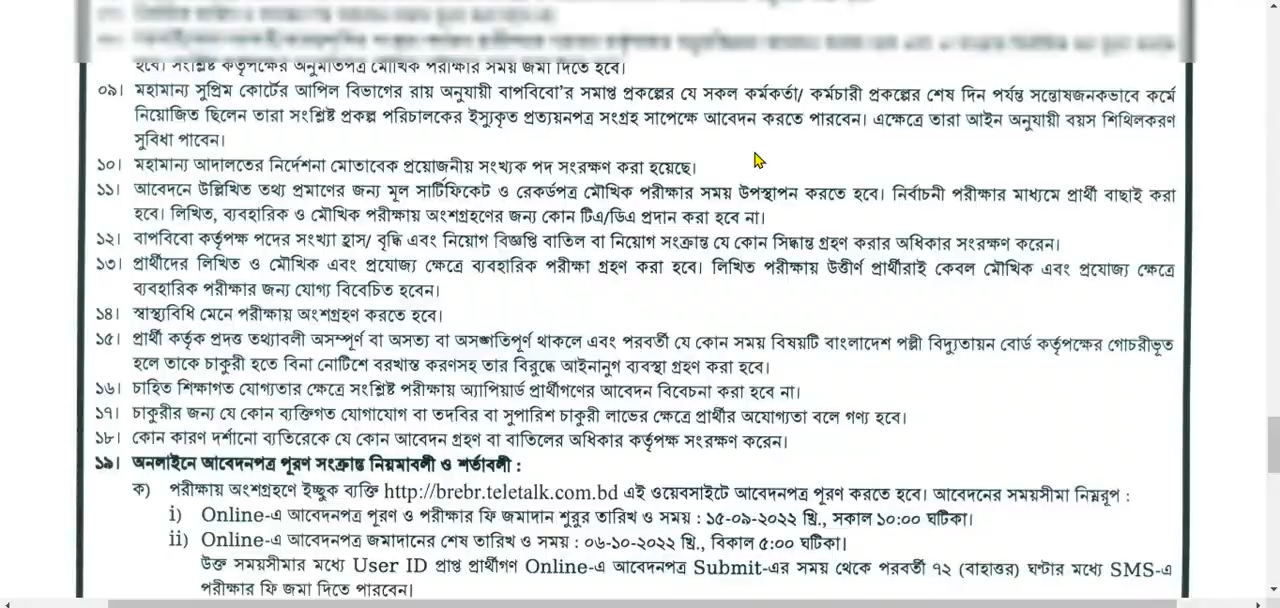 হবে। সংশ্লিষ্ট কর্তৃপক্ষের অনুমতিপত্র মৌখিক পরীক্ষার সময় জমা দিতে হবে।
০৯। মহামান্য সুপ্রিম কোর্টের আপিল বিভাগের রায় অনুযায়ী বাপবিবো'র সমাপ্ত প্রকল্পের যে সকল কর্মকর্তা/ কর্মচারী প্রকল্পের শেষ দিন পর্যন্ত সন্তোষজনকভাবে কর্মে
নিয়োজিত ছিলেন তারা সংশ্লিষ্ট প্রকল্প পরিচালকের ইস্যুকৃত প্রত্যয়নপত্র সংগ্রহ সাপেক্ষে আবেদন করতে পারবেন। এক্ষেত্রে তারা আইন অনুযায়ী বয়স শিথিলকরণ
সুবিধা পাবেন।
১০। মহামান্য আদালতের নির্দেশনা মোতাবেক প্রয়োজনীয় সংখ্যক পদ সংরক্ষণ করা হয়েছে।
১১। আবেদনে উল্লিখিত তথ্য প্রমাণের জন্য মূল সার্টিফিকেট ও রেকর্ডপত্র মৌখিক পরীক্ষার সময় উপস্থাপন করতে হবে। নির্বাচনী পরীক্ষার মাধ্যমে প্রার্থী বাছাই করা
হবে। লিখিত, ব্যবহারিক ও মৌখিক পরীক্ষায় অংশগ্রহণের জন্য কোন টিএ/ডিএ প্রদান করা হবে না।
১২। বাপবিবো কর্তৃপক্ষ পদের সংখ্যা হ্রাস/ বৃদ্ধি এবং নিয়োগ বিজ্ঞপ্তি বাতিল বা নিয়োগ সংক্রান্ত যে কোন সিদ্ধান্ত গ্রহণ করার অধিকার সংরক্ষণ করেন।
১৩। প্রার্থীদের লিখিত ও মৌখিক এবং প্রযোজ্য ক্ষেত্রে ব্যবহারিক পরীক্ষা গ্রহণ করা হবে। লিখিত পরীক্ষায় উত্তীর্ণ প্রার্থীরাই কেবল মৌখিক এবং প্রযোজ্য ক্ষেত্রে
ব্যবহারিক পরীক্ষার জন্য যোগ্য বিবেচিত হবেন।
১৪। স্বাস্থ্যবিধি মেনে পরীক্ষায় অংশগ্রহণ করতে হবে।
১৫। প্রার্থী কর্তৃক প্রদত্ত তথ্যাবলী অসম্পূর্ণ বা অসত্য বা অসঙ্গতিপূর্ণ থাকলে এবং পরবর্তী যে কোন সময় বিষয়টি বাংলাদেশ পল্লী বিদ্যুতায়ন বোর্ড কর্তৃপক্ষের গোচরীভূত
হলে তাকে চাকুরী হতে বিনা নোটিশে বরখাস্ত করণসহ তার বিরুদ্ধে আইনানুগ ব্যবস্থা গ্রহণ করা হবে।
১৬। চাহিত শিক্ষাগত যোগ্যতার ক্ষেত্রে সংশ্লিষ্ট পরীক্ষায় অ্যাপিয়ার্ড প্রার্থীগণের আবেদন বিবেচনা করা হবে না।
১৭। চাকুরীর জন্য যে কোন ব্যক্তিগত যোগাযোগ বা তদবির বা সুপারিশ চাকুরী লাভের ক্ষেত্রে প্রার্থীর অযোগ্যতা বলে গণ্য হবে।
১৮। কোন কারণ দর্শানো ব্যতিরেকে যে কোন আবেদন গ্রহণ বা বাতিলের অধিকার কর্তৃপক্ষ সংরক্ষণ করেন।
১৯। অনলাইনে আবেদনপত্র পূরণ সংক্রান্ত নিয়মাবলী ও শর্তাবলী :
ক) পরীক্ষায় অংশগ্রহণে ইচ্ছুক ব্যক্তি http://brebr.teletalk.com.bd এই ওয়েবসাইটে আবেদনপত্র পূরণ করতে হবে। আবেদনের সময়সীমা নিম্নরূপ :
i) Online-এ আবেদনপত্র পূরণ ও পরীক্ষার ফি জমাদান শুরুর তারিখ ও সময় : ১৫-০৯-২০২২ খ্রি., সকাল ১০:০০ ঘটিকা।
ii) Online-এ আবেদনপত্র জমাদানের শেষ তারিখ ও সময় : ০৬-১০-২০২২ খ্রি., বিকাল ৫:০০ ঘটিকা।
উক্ত সময়সীমার মধ্যে User ID প্রাপ্ত প্রার্থীগণ Online-এ আবেদনপত্র Submit-এর সময় থেকে পরবর্তী ৭২ (বাহাত্তর) ঘণ্টার মধ্যে SMS-এ
পরীক্ষার ফি জমা দিতে পারবেন।